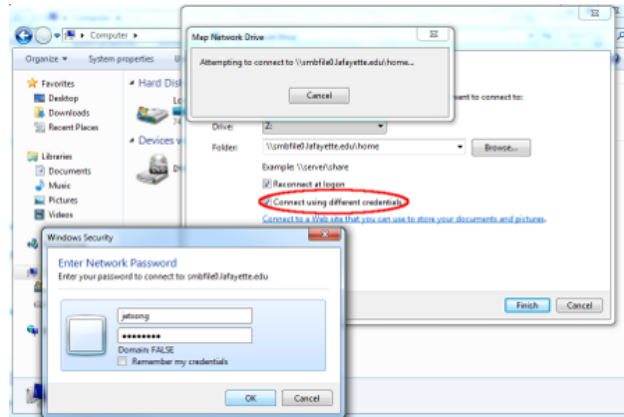 Computer
Organize
System properties
Favorites
Desktop
Downloads
Recent Places
Libraries
Documents
Music
Pictures
Videos
Hard Disk
Devices
Map Network Drive
Attempting to connect to \\smbfile0.lafayette.edu\home...
Cancel
want to connect to:
Drive: Z:
Folder: \\smbfile0.lafayette.edu\home Browse...
Example: \\server\share
Reconnect at logon
Connect using different credentials
Connect to a Web site that you can use to store your documents and pictures.
Finish Cancel
Windows Security
Enter Network Password
Enter your password to connect to: smbfile0.lafayette.edu
jetsong
Domain: FALSE
Remember my credentials
OK Cancel